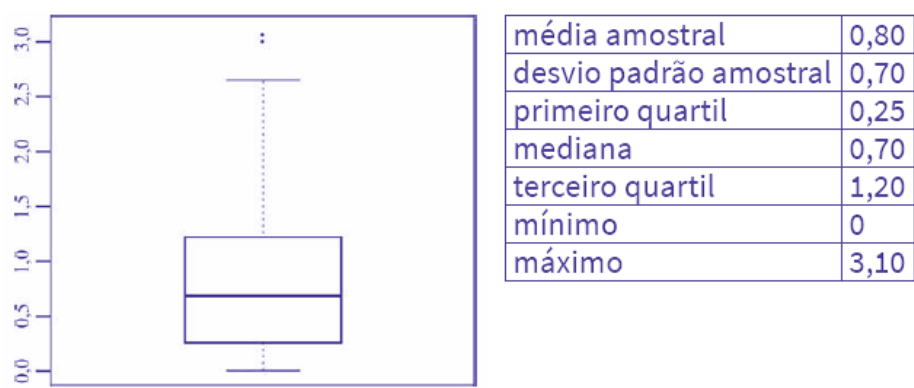 3,0
2,5
2,0
1,5
1,0
0,5
0,0
média amostral 0,80
desvio padrão amostral 0,70
primeiro quartil 0,25
mediana 0,70
terceiro quartil 1,20
mínimo 0
máximo 3,10